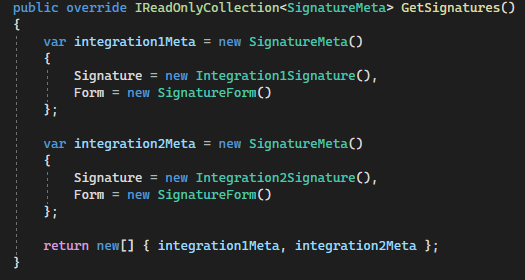 public override IReadOnlyCollection<SignatureMeta> GetSignatures()
{
    var integration1Meta = new SignatureMeta()
    {
        Signature = new Integration1Signature(),
        Form = new SignatureForm()
    };

    var integration2Meta = new SignatureMeta()
    {
        Signature = new Integration2Signature(),
        Form = new SignatureForm()
    };

    return new[] { integration1Meta, integration2Meta };
}